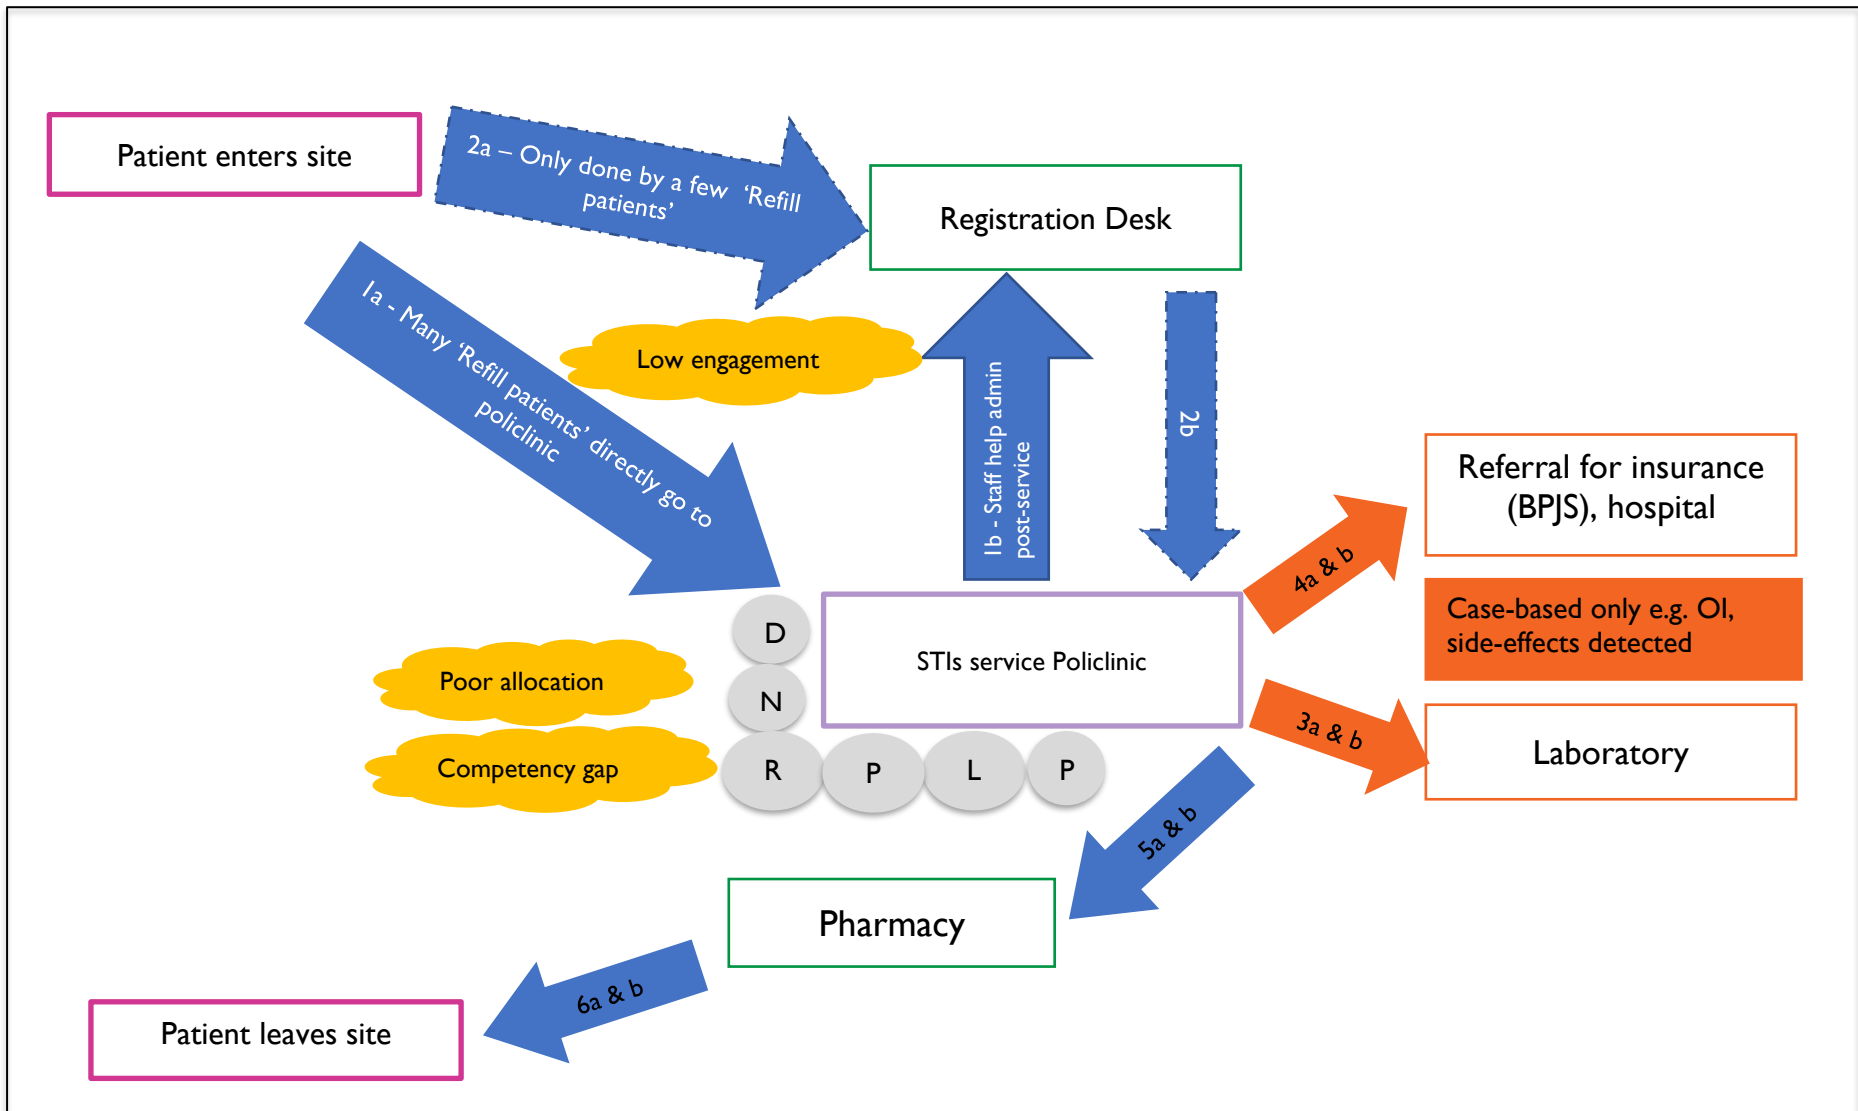 Patient enters site
2a – Only done by a few ‘Refill
patients’
Registration Desk
1a - Many ‘Refill patients’ directly go to
policlinic
Low engagement
1b - Staff help admin
post-service
2b
Referral for insurance
(BPJS), hospital
4a & b
Case-based only e.g. OI,
side-effects detected
D
STIs service Policlinic
Poor allocation
N
3a & b
Laboratory
Competency gap
R
P
L
P
5a & b
Pharmacy
6a & b
Patient leaves site